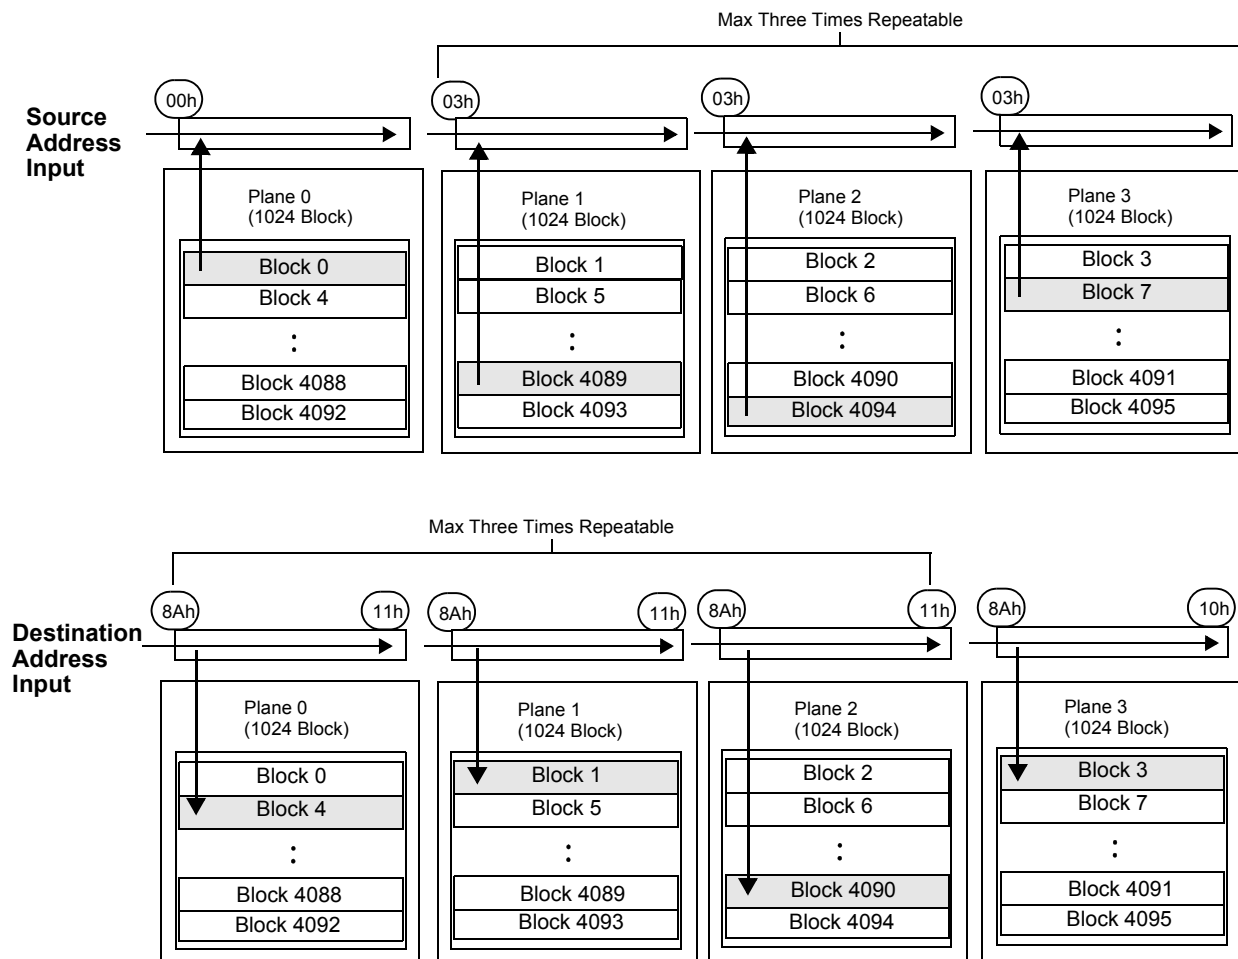 Max Three Times Repeatable
00h
03h
03h
03h
Source
Address
Input
Plane 0
(1024 Block)
Block 0
Block 4
:
Block 4088
Block 4092
Plane 1
(1024 Block)
Block 1
Block 5
:
Block 4089
Block 4093
Plane 2
(1024 Block)
Block 2
Block 6
:
Block 4090
Block 4094
Plane 3
(1024 Block)
Block 3
Block 7
:
Block 4091
Block 4095
Max Three Times Repeatable
8Ah
11h
8Ah
11h
8Ah
11h
8Ah
10h
Destination
Address
Input
Plane 0
(1024 Block)
Block 0
Block 4
:
Block 4088
Block 4092
Plane 1
(1024 Block)
Block 1
Block 5
:
Block 4089
Block 4093
Plane 2
(1024 Block)
Block 2
Block 6
:
Block 4090
Block 4094
Plane 3
(1024 Block)
Block 3
Block 7
:
Block 4091
Block 4095